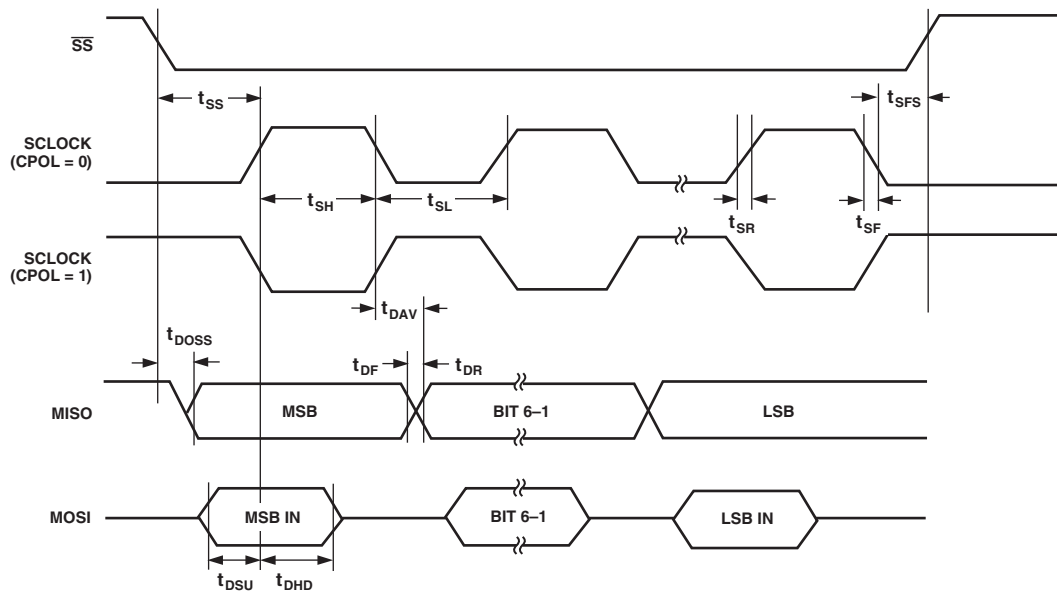 SS
tSS
tSFS
SCLOCK
(CPOL = 0)
tSH
tSL
tSR
tSF
SCLOCK
(CPOL = 1)
tDAV
tDOSS
tDF
tDR
MISO
MSB
BIT 6–1
LSB
MOSI
MSB IN
BIT 6–1
LSB IN
tDSU
tDHD